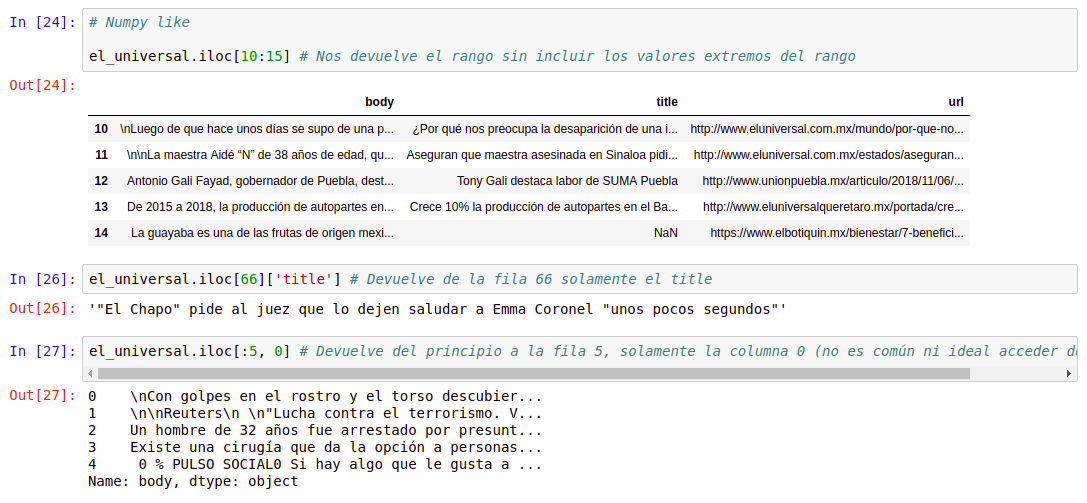 In [24]: # Numpy like
el_universal.iloc[10:15] # Nos devuelve el rango sin incluir los valores extremos del rango
Out[24]:
body title url
10 \nLuego de que hace unos días se supo de una p... ¿Por qué nos preocupa la desaparición de una i... http://www.eluniversal.com.mx/mundo/por-que-no...
11 \n\nLa maestra Aidé “N” de 38 años de edad, qu... Aseguran que maestra asesinada en Sinaloa pidi... http://www.eluniversal.com.mx/estados/aseguran...
12 Antonio Gali Fayad, gobernador de Puebla, dest... Tony Gali destaca labor de SUMA Puebla http://www.unionpuebla.mx/articulo/2018/11/06/...
13 De 2015 a 2018, la producción de autopartes en... Crece 10% la producción de autopartes en el Ba... http://www.eluniversalqueretaro.mx/portada/cre...
14 La guayaba es una de las frutas de origen mexi... NaN https://www.elbotiquin.mx/bienestar/7-benefici...
In [26]: el_universal.iloc[66]['title'] # Devuelve de la fila 66 solamente el title
Out[26]: '"El Chapo" pide al juez que lo dejen saludar a Emma Coronel "unos pocos segundos"'
In [27]: el_universal.iloc[:5, 0] # Devuelve del principio a la fila 5, solamente la columna 0 (no es común ni ideal acceder de
Out[27]: 0 \nCon golpes en el rostro y el torso descubier...
1 \n\nReuters\n \n"Lucha contra el terrorismo. V...
2 Un hombre de 32 años fue arrestado por presunt...
3 Existe una cirugía que da la opción a personas...
4 0 % PULSO SOCIAL0 Si hay algo que le gusta a ...
Name: body, dtype: object